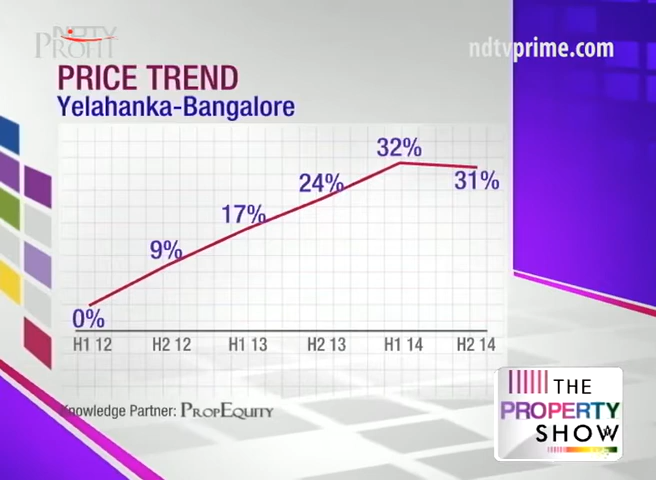 NDTV
PROFIT
ndtvprime.com
PRICE TREND
Yelahanka-Bangalore
32%
31%
24%
17%
9%
0%
H1 12 H2 12 H1 13 H2 13 H1 14 H2 14
Knowledge Partner: PROPEQUITY
THE
PROPERTY
SHOW